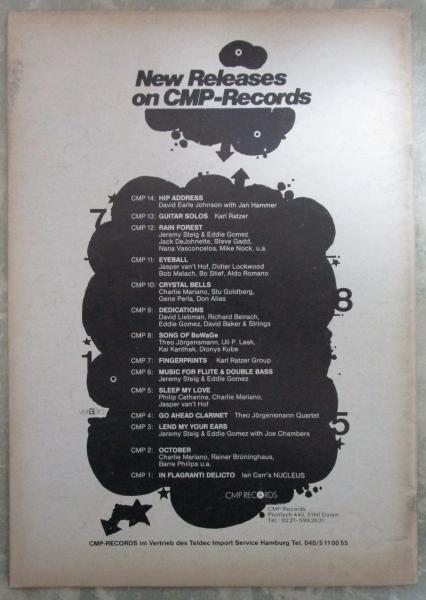 New Releases
on CMP-Records
CMP 14: HIP ADDRESS
David Earle Johnson with Jan Hammer
CMP 13: GUITAR SOLOS Karl Ratzer
CMP 12: RAIN FOREST
Jeremy Steig & Eddie Gomez
Jack DeJohnette, Steve Gadd,
Nana Vasconcelos, Mike Nock, u.a.
CMP 11: EYEBALL
Jasper van't Hof, Didier Lockwood
Bob Malach, Bo Stief, Aldo Romano
CMP 10: CRYSTAL BELLS
Charlie Mariano, Stu Goldberg,
Gene Perla, Don Alias
CMP 9: DEDICATIONS
David Liebman, Richard Beirach,
Eddie Gomez, David Baker & Strings
CMP 8: SONG OF BoWaGe
Theo Jörgensmann, Uli P. Lask,
Kai Kanthak, Dionys Kube
CMP 7: FINGERPRINTS Karl Ratzer Group
CMP 6: MUSIC FOR FLUTE & DOUBLE BASS
Jeremy Steig & Eddie Gomez
CMP 5: SLEEP MY LOVE
Philip Catherine, Charlie Mariano,
Jasper van't Hof
CMP 4: GO AHEAD CLARINET Theo Jörgensmann Quartet
CMP 3: LEND MY YOUR EARS
Jeremy Steig & Eddie Gomez with Joe Chambers
CMP 2: OCTOBER
Charlie Mariano, Rainer Brüninghaus,
Barre Philips u.a.
CMP 1: IN FLAGRANTI DELICTO Ian Carr's NUCLEUS
7
8
1
5
CMP RECORDS
CMP Records
Postfach 445, 5160 Düren
Tel. 0221-5992031
CMP-RECORDS im Vertrieb des Teldec Import Service Hamburg Tel. 040/5110055